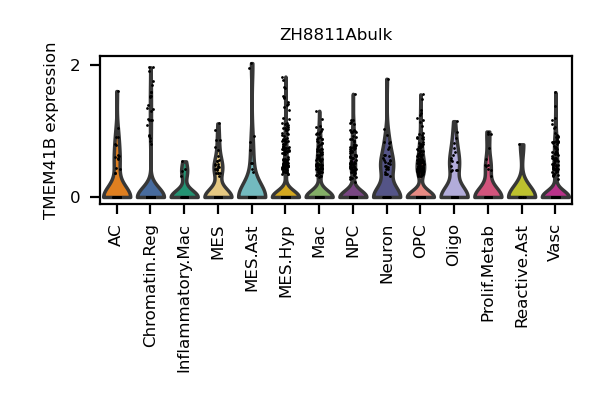 ZH8811Abulk
TMEM41B expression
2
0
AC
Chromatin.Reg
Inflammatory.Mac
MES
MES.Ast
MES.Hyp
Mac
NPC
Neuron
OPC
Oligo
Prolif.Metab
Reactive.Ast
Vasc